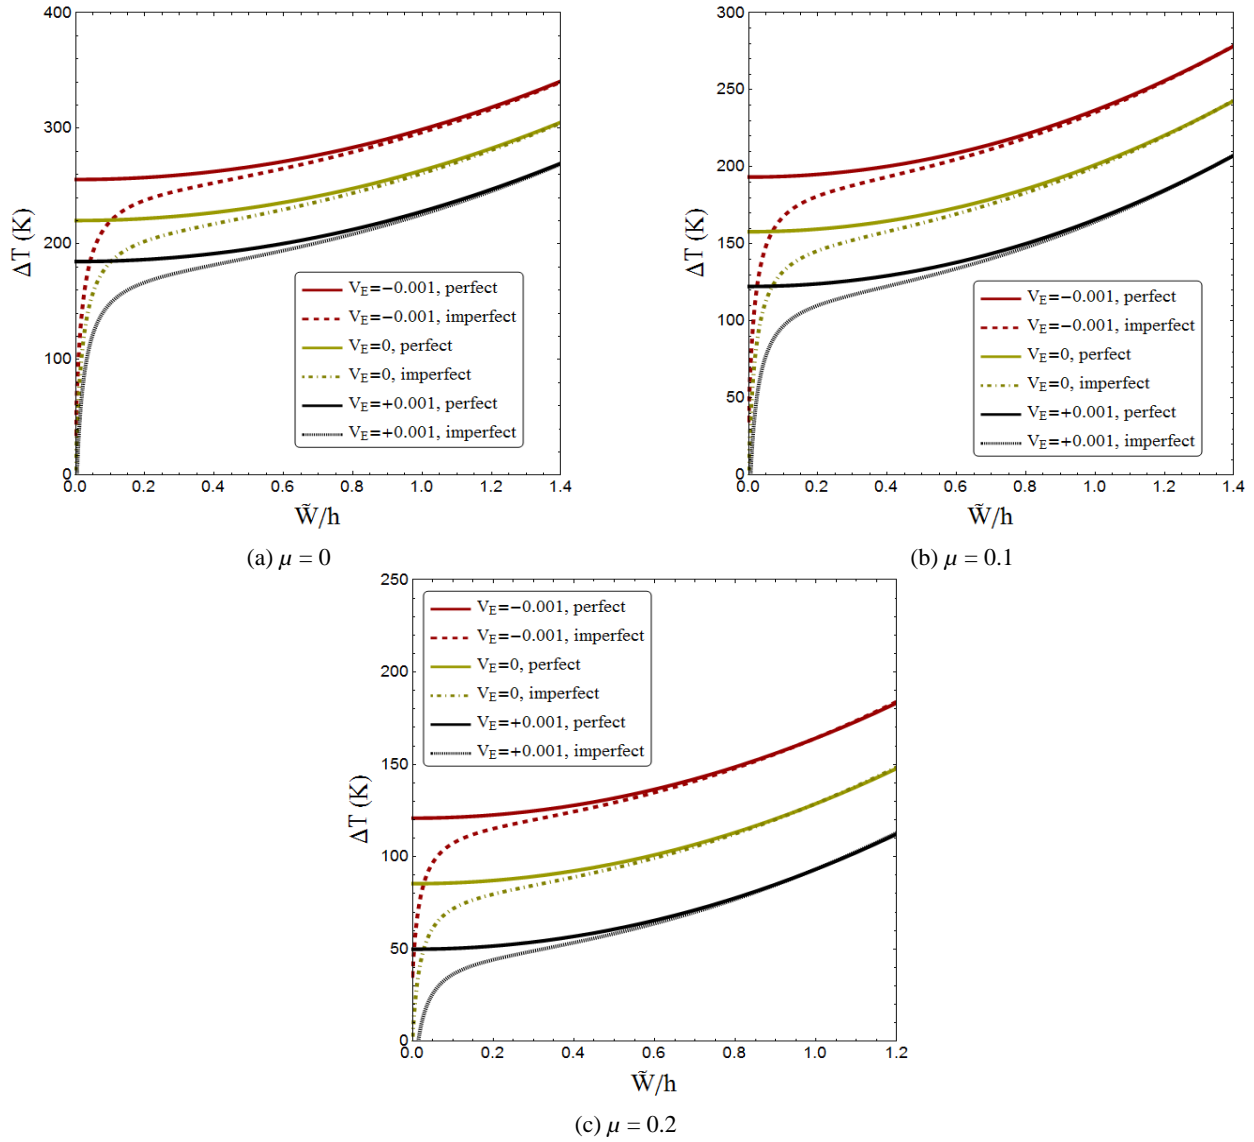 400
300
200
100
0
ΔT (K)
0.0 0.2 0.4 0.6 0.8 1.0 1.2 1.4
W̃/h
V_E=−0.001, perfect
V_E=−0.001, imperfect
V_E=0, perfect
V_E=0, imperfect
V_E=+0.001, perfect
V_E=+0.001, imperfect
(a) μ = 0
300
250
200
150
100
50
0
ΔT (K)
0.0 0.2 0.4 0.6 0.8 1.0 1.2 1.4
W̃/h
V_E=−0.001, perfect
V_E=−0.001, imperfect
V_E=0, perfect
V_E=0, imperfect
V_E=+0.001, perfect
V_E=+0.001, imperfect
(b) μ = 0.1
250
200
150
100
50
0
ΔT (K)
V_E=−0.001, perfect
V_E=−0.001, imperfect
V_E=0, perfect
V_E=0, imperfect
V_E=+0.001, perfect
V_E=+0.001, imperfect
0.0 0.2 0.4 0.6 0.8 1.0 1.2
W̃/h
(c) μ = 0.2